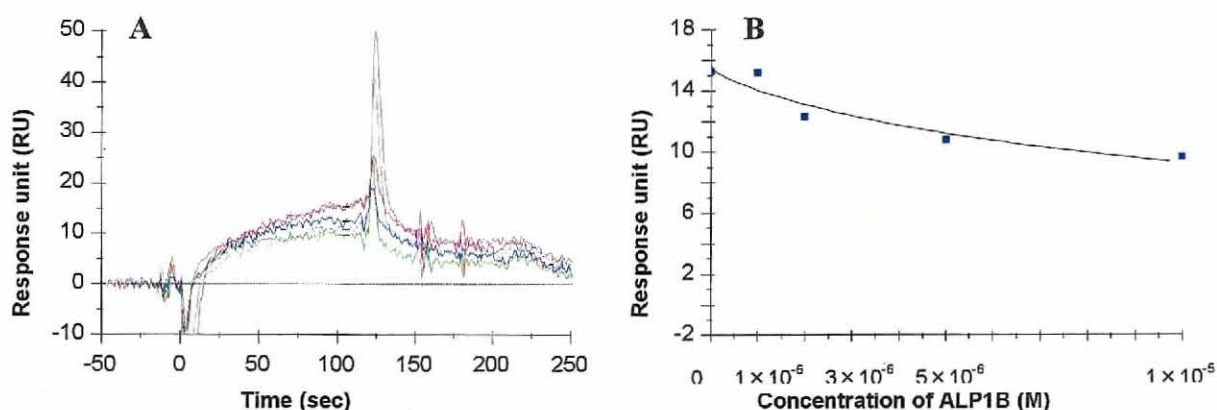 A
50
40
30
20
10
0
-10
-50
0
50
100
150
200
250
Response unit (RU)
Time (sec)
B
18
14
10
6
2
-2
0
1 × 10⁻⁶
3 × 10⁻⁶
5 × 10⁻⁶
1 × 10⁻⁵
Response unit (RU)
Concentration of ALP1B (M)